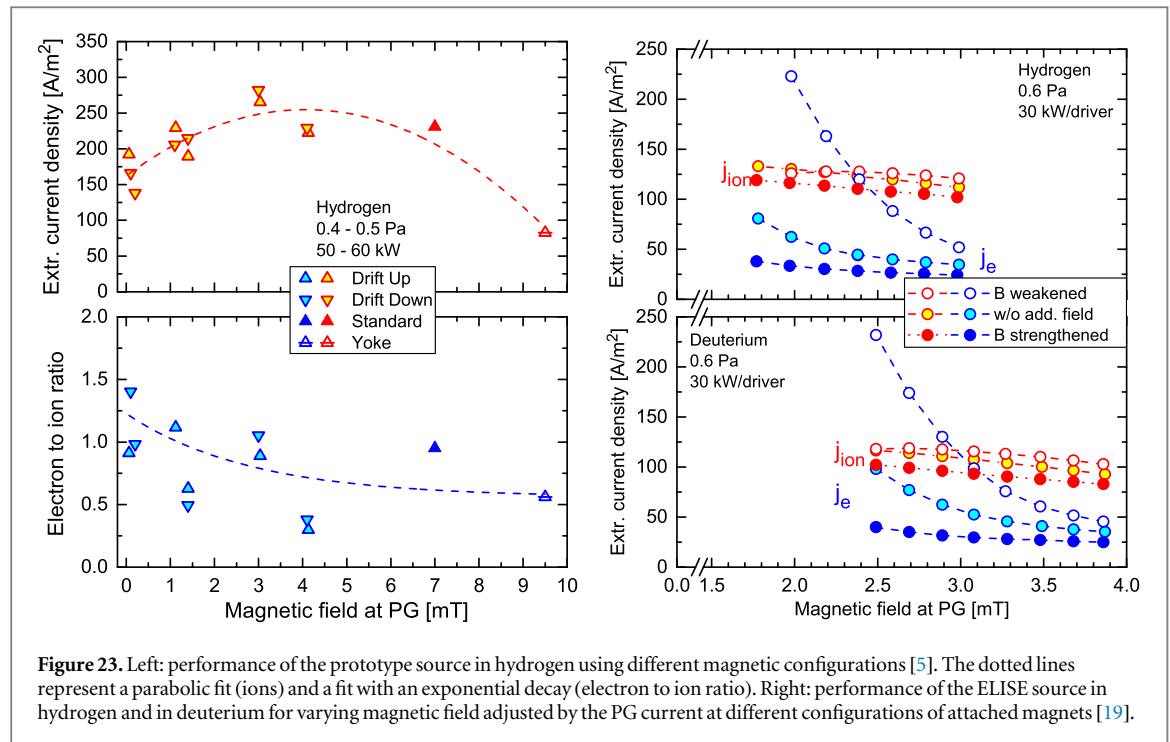 350
300
250
200
150
100
50
0
Extr. current density [A/m²]
Hydrogen
0.4 - 0.5 Pa
50 - 60 kW
Drift Up
Drift Down
Standard
Yoke
2.0
1.5
1.0
0.5
0.0
Electron to ion ratio
0 1 2 3 4 5 6 7 8 9 10
Magnetic field at PG [mT]
250
200
150
100
50
0
Extr. current density [A/m²]
Hydrogen
0.6 Pa
30 kW/driver
jion
je
B weakened
w/o add. field
B strengthened
250
200
150
100
50
0
Extr. current density [A/m²]
Deuterium
0.6 Pa
30 kW/driver
jion
je
0.0 1.5 2.0 2.5 3.0 3.5 4.0
Magnetic field at PG [mT]
Figure 23. Left: performance of the prototype source in hydrogen using different magnetic configurations [5]. The dotted lines
represent a parabolic fit (ions) and a fit with an exponential decay (electron to ion ratio). Right: performance of the ELISE source in
hydrogen and in deuterium for varying magnetic field adjusted by the PG current at different configurations of attached magnets [19].